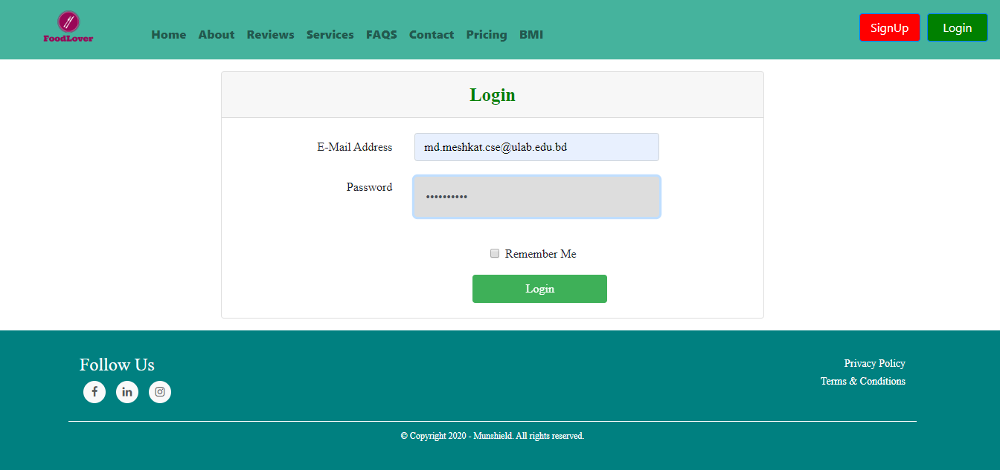 FoodLover
Home About Reviews Services FAQS Contact Pricing BMI
SignUp Login
Login
E-Mail Address md.meshkat.cse@ulab.edu.bd
Password ••••••••••
Remember Me
Login
Follow Us
Privacy Policy
Terms & Conditions
© Copyright 2020 - Munshield. All rights reserved.